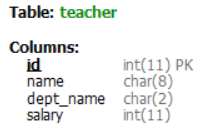 Table: teacher
Columns:
id int(11) PK
name char(8)
dept_name char(2)
salary int(11)